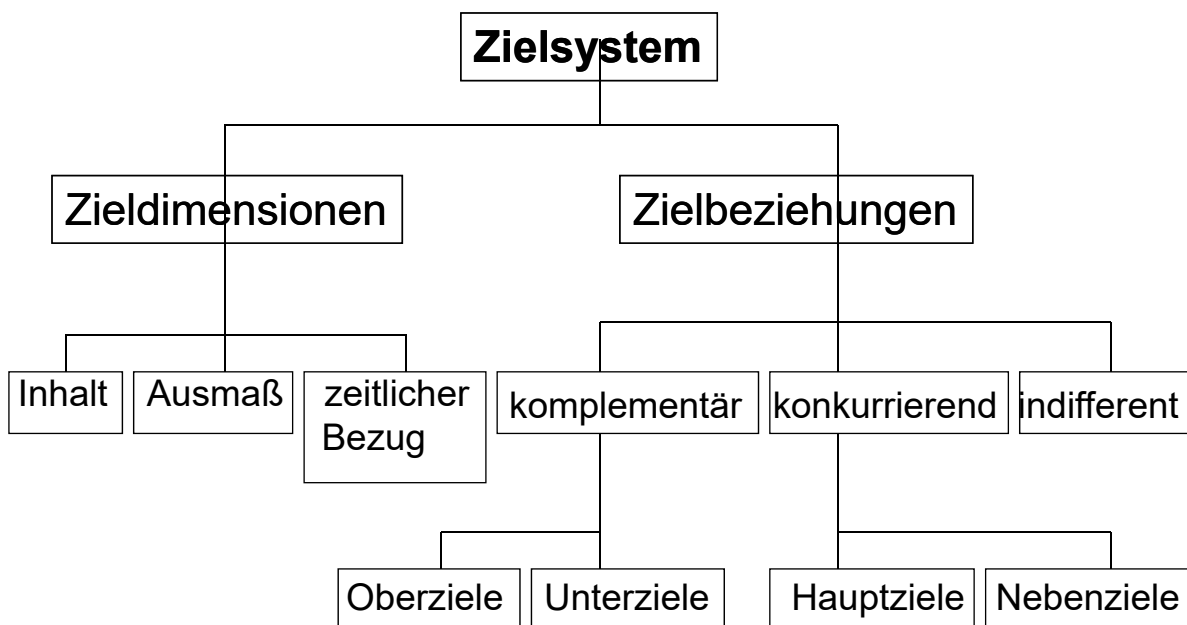 Zielsystem
Zieldimensionen
Zielbeziehungen
Inhalt
Ausmaß
zeitlicher
Bezug
komplementär
konkurrierend
indifferent
Oberziele
Unterziele
Hauptziele
Nebenziele